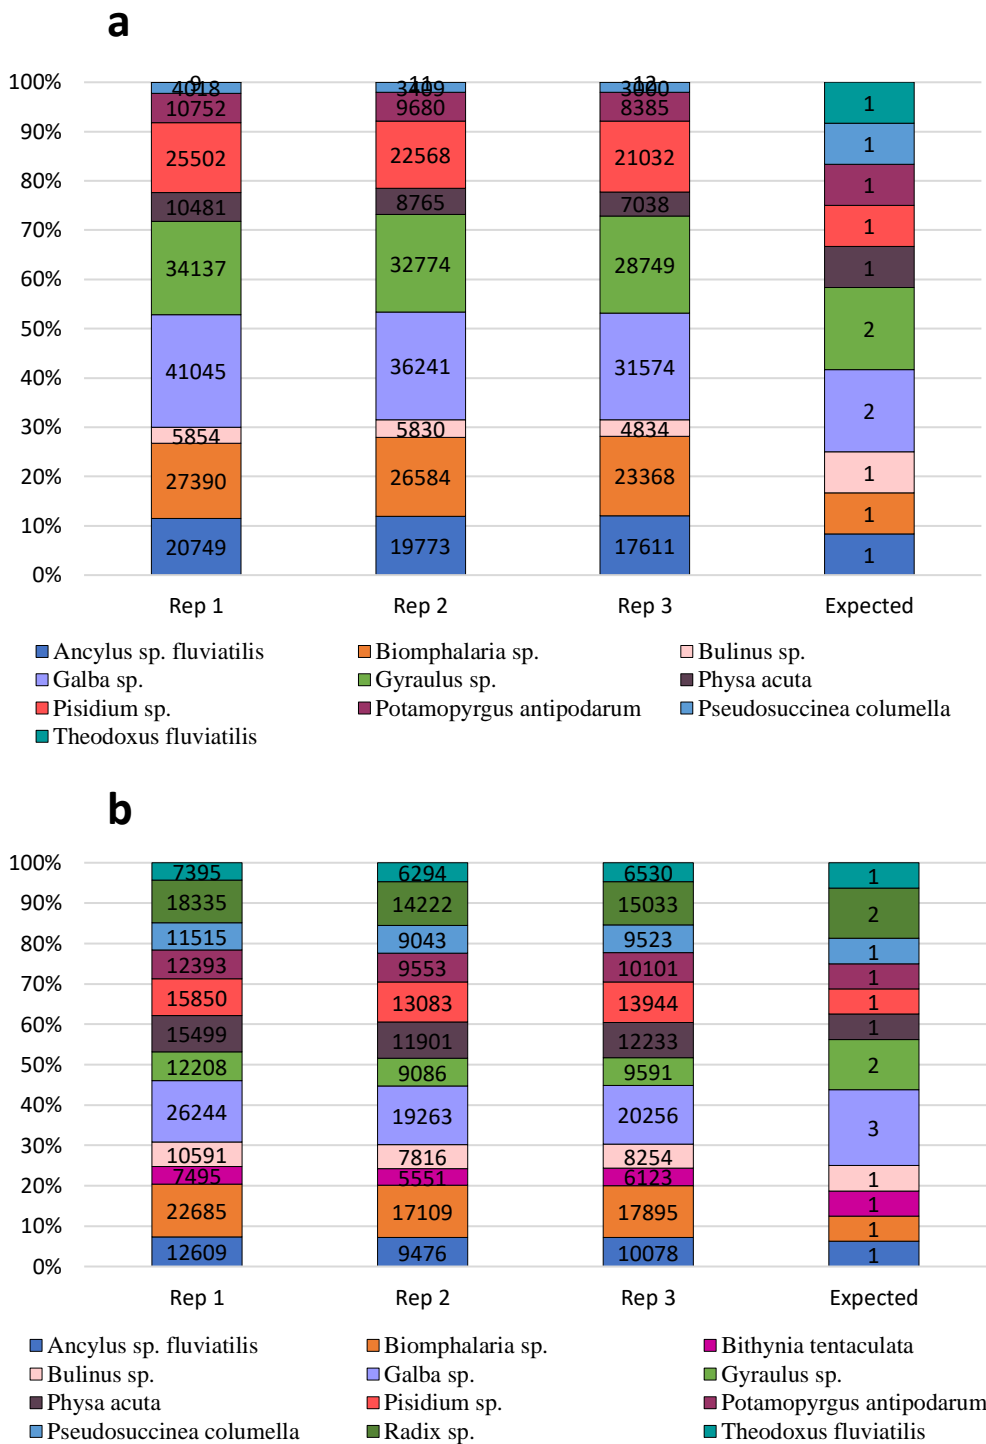 a
100%
90%
80%
70%
60%
50%
40%
30%
20%
10%
0%
9 11 12
4018 3409 3060 1
10752 9680 8385 1
25502 22568 21032 1
10481 8765 7038 1
34137 32774 28749 1
41045 36241 31574 2
5854 5830 4834 2
27390 26584 23368 1
20749 19773 17611 1
1
Rep 1 Rep 2 Rep 3 Expected
Ancylus sp. fluviatilis Biomphalaria sp. Bulinus sp.
Galba sp. Gyraulus sp. Physa acuta
Pisidium sp. Potamopyrgus antipodarum Pseudosuccinea columella
Theodoxus fluviatilis
b
100%
90%
80%
70%
60%
50%
40%
30%
20%
10%
0%
7395 6294 6530 1
18335 14222 15033 2
11515 9043 9523 1
12393 9553 10101 1
15850 13083 13944 1
15499 11901 12233 1
12208 9086 9591 2
26244 19263 20256 3
10591 7816 8254 1
7495 5551 6123 1
22685 17109 17895 1
12609 9476 10078 1
Rep 1 Rep 2 Rep 3 Expected
Ancylus sp. fluviatilis Biomphalaria sp. Bithynia tentaculata
Bulinus sp. Galba sp. Gyraulus sp.
Physa acuta Pisidium sp. Potamopyrgus antipodarum
Pseudosuccinea columella Radix sp. Theodoxus fluviatilis